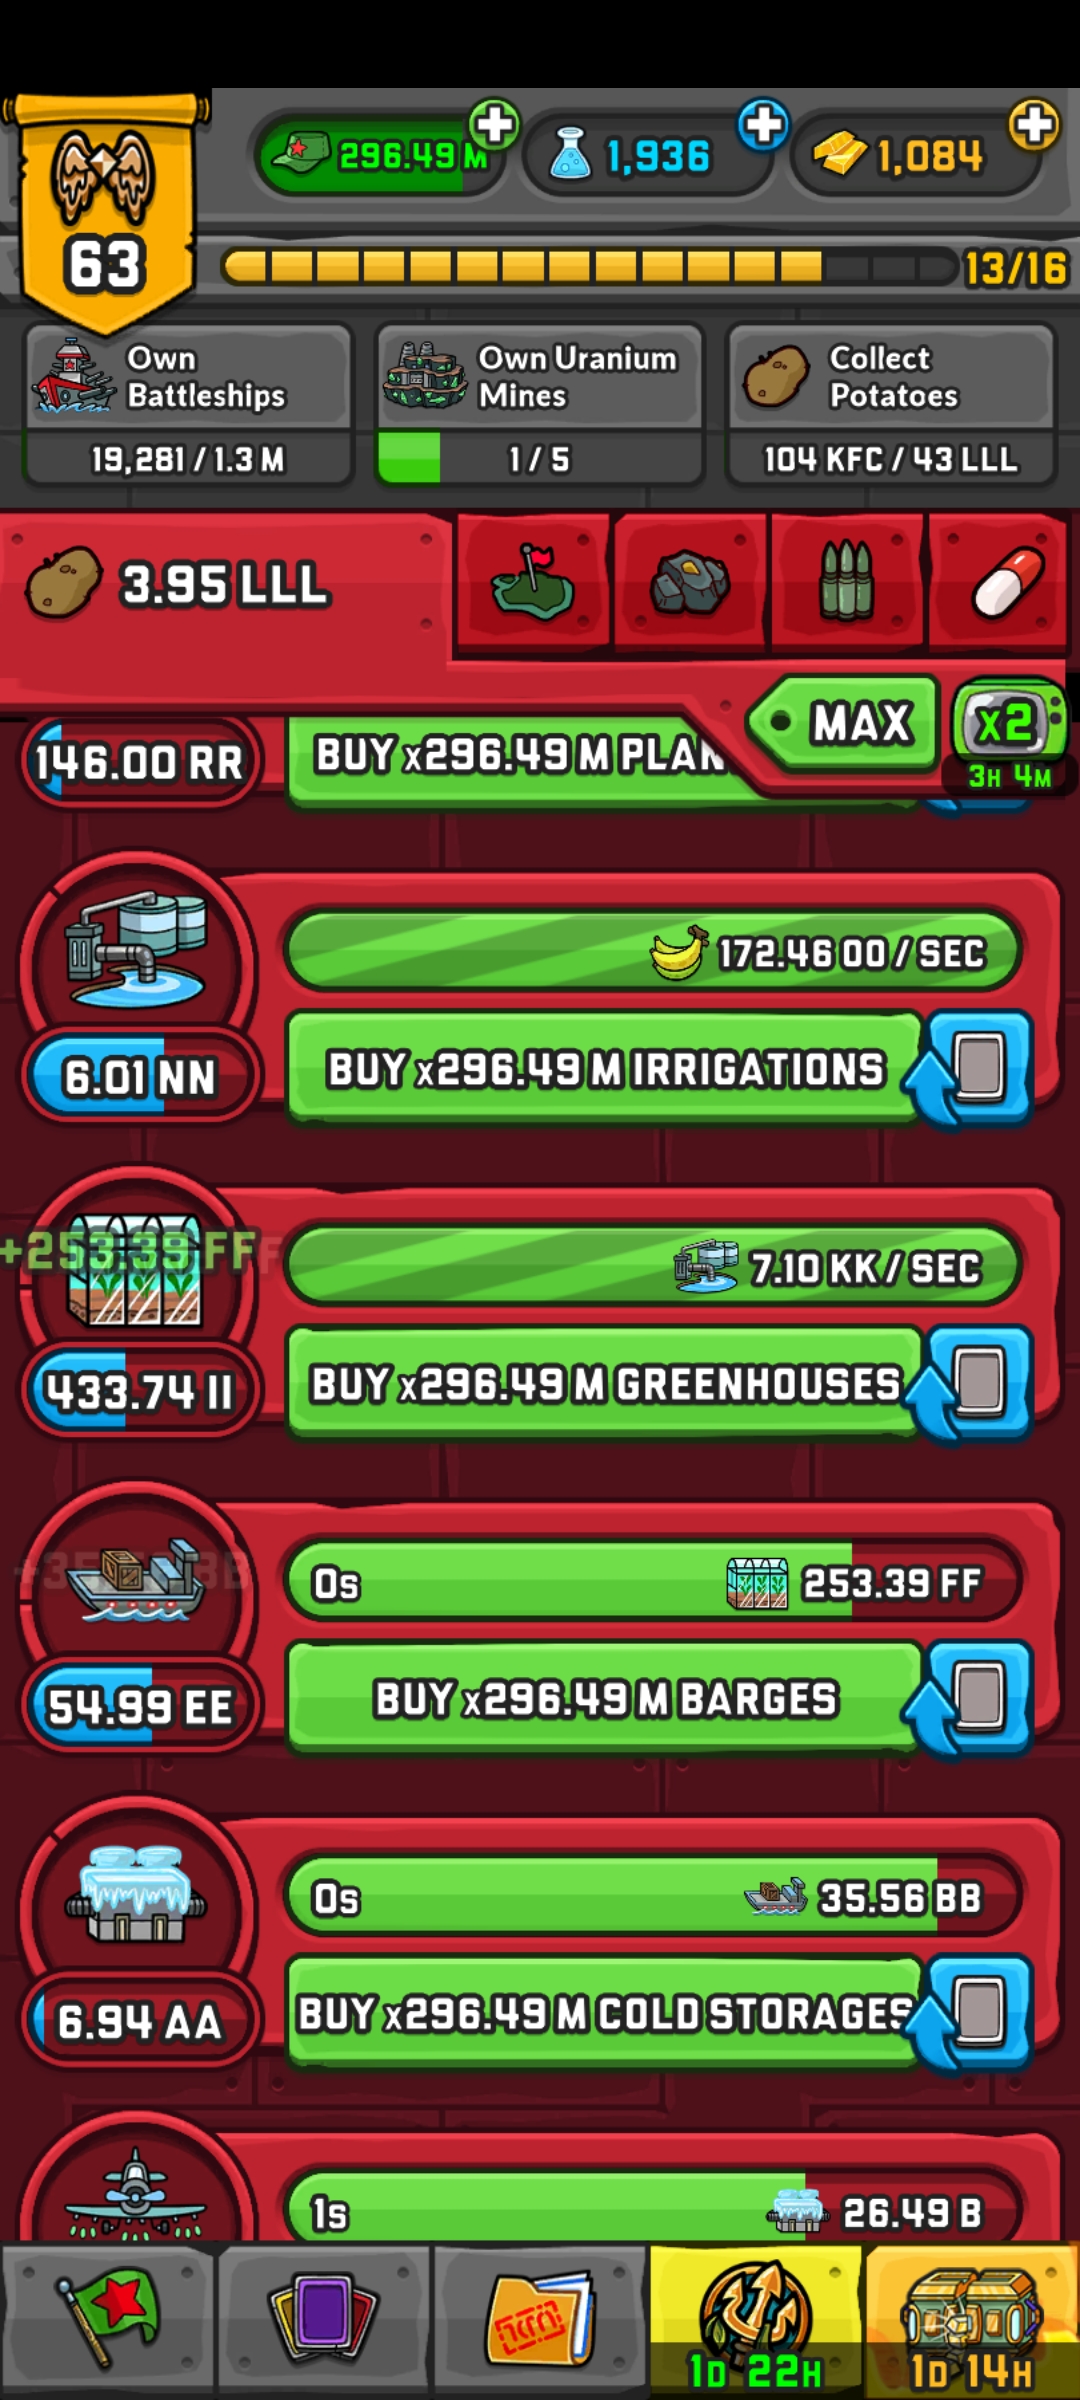 296.49 M
1,936
1,084
63
13/16
Own
Battleships
19,281 / 1.3 M
Own Uranium
Mines
1 / 5
Collect
Potatoes
104 KFC / 43 LLL
3.95 LLL
MAX
x2
3H 4M
146.00 RR
BUY x296.49 M PLAN
172.46 OO / SEC
6.01 NN
BUY x296.49 M IRRIGATIONS
+253.39 FF
7.10 KK / SEC
433.74 II
BUY x296.49 M GREENHOUSES
0s
253.39 FF
54.99 EE
BUY x296.49 M BARGES
0s
35.56 BB
6.94 AA
BUY x296.49 M COLD STORAGES
1s
26.49 B
1D 22H
1D 14H